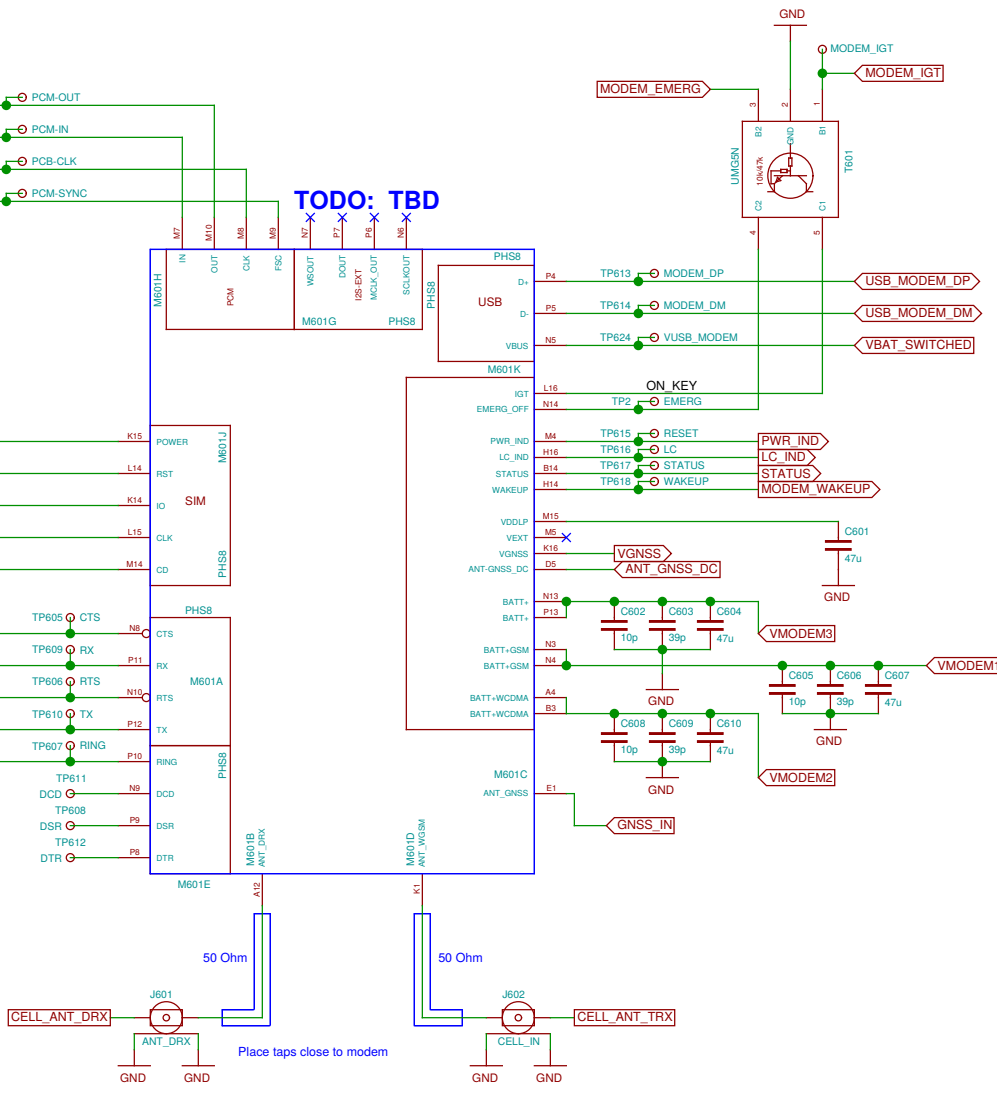 GND
MODEM_IGT
MODEM_IGT
MODEM_EMERG
3
2
1
B2
GND
B1
UMG5N
10k/47k
T601
C2
C1
4
5
PCM-OUT
PCM-IN
PCB-CLK
PCM-SYNC
TODO: TBD
M7
M10
M8
M9
N7
P7
P6
N6
IN
OUT
CLK
FSC
WSOUT
DOUT
MCLK_OUT
SCLKOUT
M601H
PCM
I2S-EXT
M601G
PHS8
PHS8
PHS8
USB
D+
P4
TP613
MODEM_DP
USB_MODEM_DP
D-
P5
TP614
MODEM_DM
USB_MODEM_DM
VBUS
N5
TP624
VUSB_MODEM
VBAT_SWITCHED
M601K
IGT
L16
ON_KEY
EMERG_OFF
N14
TP2
EMERG
PWR_IND
M4
TP615
RESET
PWR_IND
LC_IND
H16
TP616
LC
LC_IND
STATUS
B14
TP617
STATUS
STATUS
WAKEUP
H14
TP618
WAKEUP
MODEM_WAKEUP
VDDLP
M15
C601
47u
GND
VEXT
M5
VGNSS
K16
VGNSS
ANT-GNSS_DC
D5
ANT_GNSS_DC
BATT+
N13
BATT+
P13
C602
C603
C604
10p
39p
47u
VMODEM3
BATT+GSM
N3
BATT+GSM
N4
VMODEM1
GND
C605
C606
C607
10p
39p
47u
GND
BATT+WCDMA
A4
BATT+WCDMA
B3
C608
C609
C610
10p
39p
47u
GND
VMODEM2
M601C
ANT_GNSS
E1
GNSS_IN
K15
POWER
L14
RST
K14
IO
L15
CLK
M14
CD
SIM
M601J
PHS8
PHS8
TP605
CTS
N8
CTS
TP609
RX
P11
RX
M601A
TP606
RTS
N10
RTS
TP610
TX
P12
TX
TP607
RING
P10
RING
PHS8
TP611
DCD
N9
DCD
TP608
DSR
P9
DSR
TP612
DTR
P8
DTR
M601E
M601B
ANT_DRX
M601D
ANT_WGSM
A12
K1
50 Ohm
50 Ohm
J601
J602
CELL_ANT_DRX
CELL_ANT_TRX
ANT_DRX
CELL_IN
Place taps close to modem
GND
GND
GND
GND